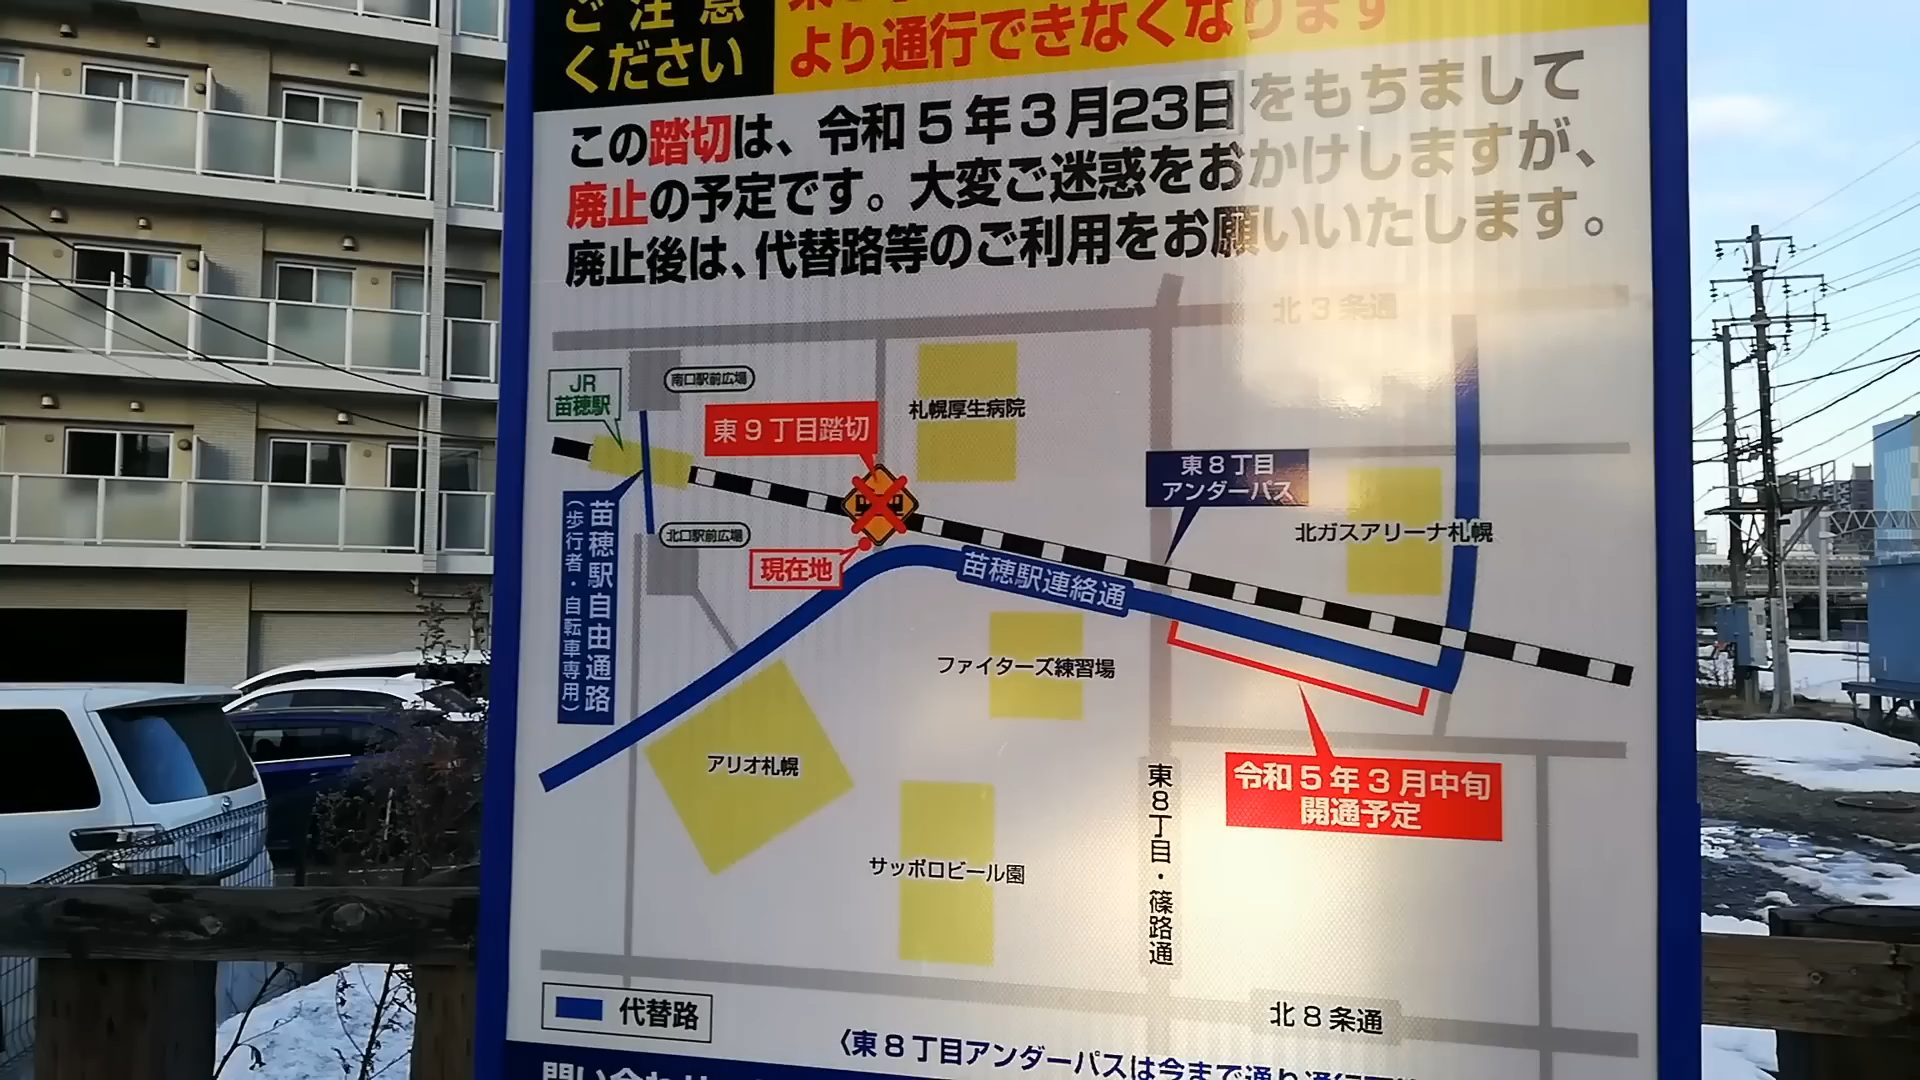 ご注意
ください
より通行できなくなります
この踏切は、令和5年3月23日をもちまして
廃止の予定です。大変ご迷惑をおかけしますが、
廃止後は、代替路等のご利用をお願いいたします。
北3条通
JR
苗穂駅
南口駅前広場
東9丁目踏切
札幌厚生病院
東8丁目
アンダーパス
北ガスアリーナ札幌
苗穂駅自由通路
(歩行者・自転車専用)
北口駅前広場
現在地
苗穂駅連絡通
ファイターズ練習場
アリオ札幌
令和5年3月中旬
開通予定
サッポロビール園
東8丁目・篠路通
代替路
北8条通
〈東8丁目アンダーパスは今まで通り通行